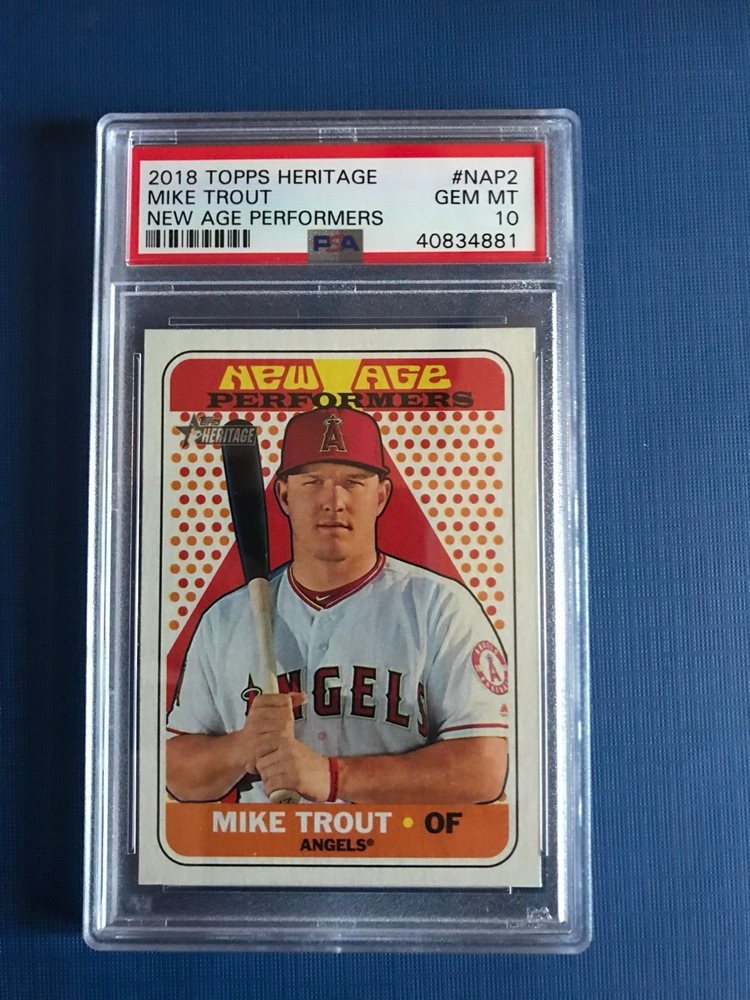 2018 TOPPS HERITAGE #NAP2
MIKE TROUT GEM MT
NEW AGE PERFORMERS 10
PSA 40834881
New Age
PERFORMERS
TOPPS
HERITAGE
A
ANGELS
A
MIKE TROUT • OF
ANGELS®